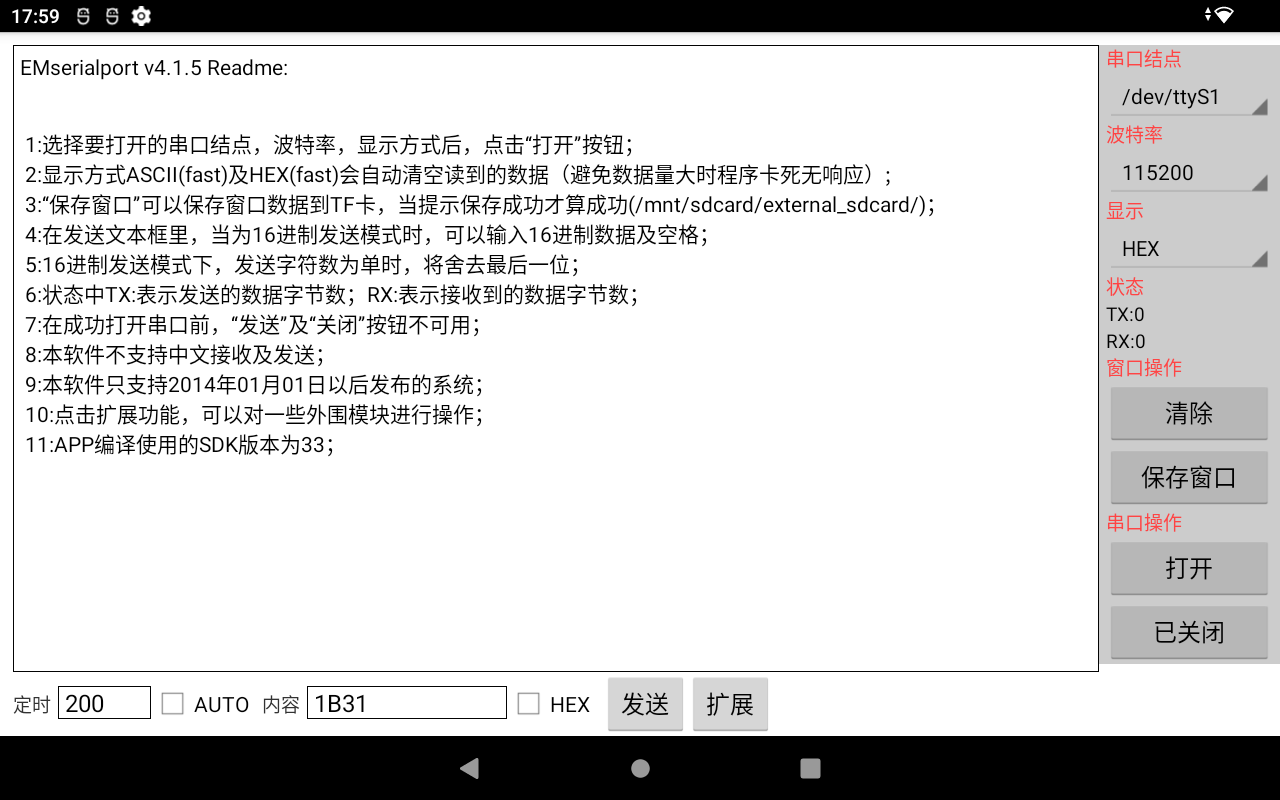 17:59
EMserialport v4.1.5 Readme:
1:选择要打开的串口结点，波特率，显示方式后，点击“打开”按钮；
2:显示方式ASCII(fast)及HEX(fast)会自动清空读到的数据（避免数据量大时程序卡死无响应）；
3:“保存窗口”可以保存窗口数据到TF卡，当提示保存成功才算成功(/mnt/sdcard/external_sdcard/)；
4:在发送文本框里，当为16进制发送模式时，可以输入16进制数据及空格；
5:16进制发送模式下，发送字符数为单时，将舍去最后一位；
6:状态中TX:表示发送的数据字节数；RX:表示接收到的数据字节数；
7:在成功打开串口前，“发送”及“关闭”按钮不可用；
8:本软件不支持中文接收及发送；
9:本软件只支持2014年01月01日以后发布的系统；
10:点击扩展功能，可以对一些外围模块进行操作；
11:APP编译使用的SDK版本为33；
串口结点
/dev/ttyS1
波特率
115200
显示
HEX
状态
TX:0
RX:0
窗口操作
清除
保存窗口
串口操作
打开
已关闭
定时 200 AUTO 内容 1B31 HEX 发送 扩展